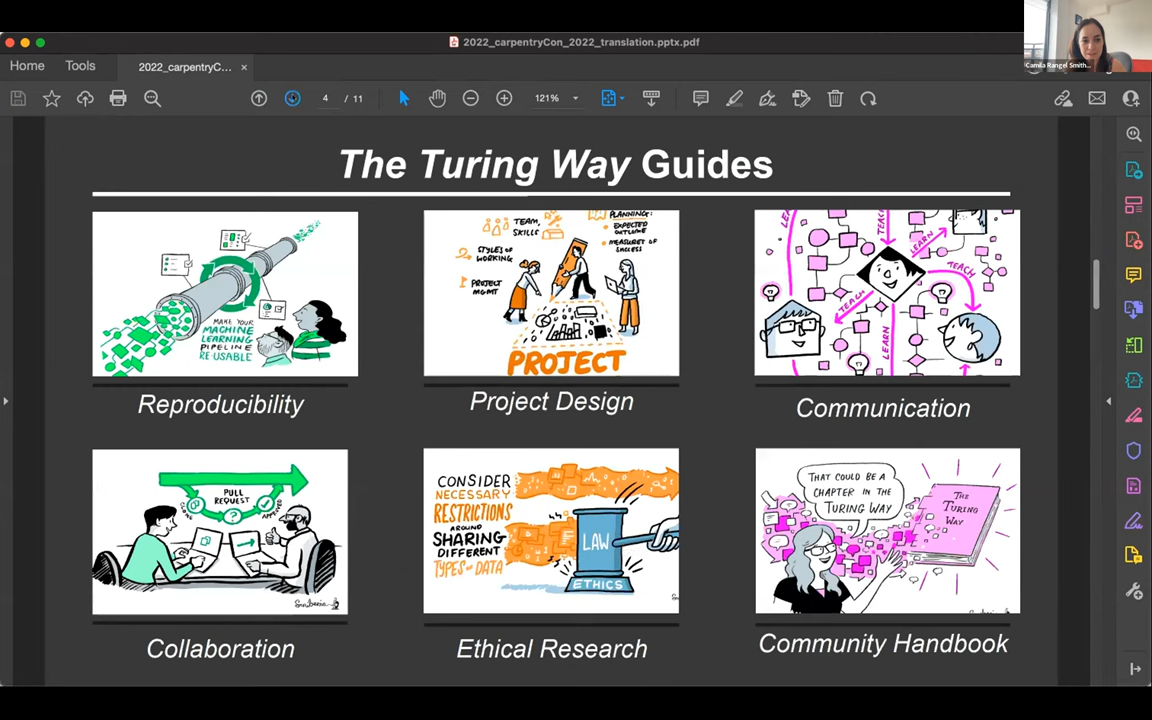 2022_carpentryCon_2022_translation.pptx.pdf
Camila Rangel Smith...
Home
Tools
2022_carpentryC...
4 / 11
121%
The Turing Way Guides
MAKE YOUR
MACHINE
LEARNING
PIPELINE
RE-USABLE
Reproducibility
TEAM,
SKILLS
STYLES OF
WORKING
PROJECT
MGMT
PLANNING:
EXPECTED
OUTCOME
MEASURES OF
SUCCESS
PROJECT
Project Design
TEACH
LEARN
TEACH
TEACH
LEARN
Communication
PULL
REQUEST
?
APPROVED
Scriberia
Collaboration
CONSIDER
NECESSARY
RESTRICTIONS
AROUND
SHARING
DIFFERENT
TYPES OF DATA
LAW
ETHICS
Ethical Research
THAT COULD BE A
CHAPTER IN THE
TURING WAY
THE
TURING
WAY
Community Handbook